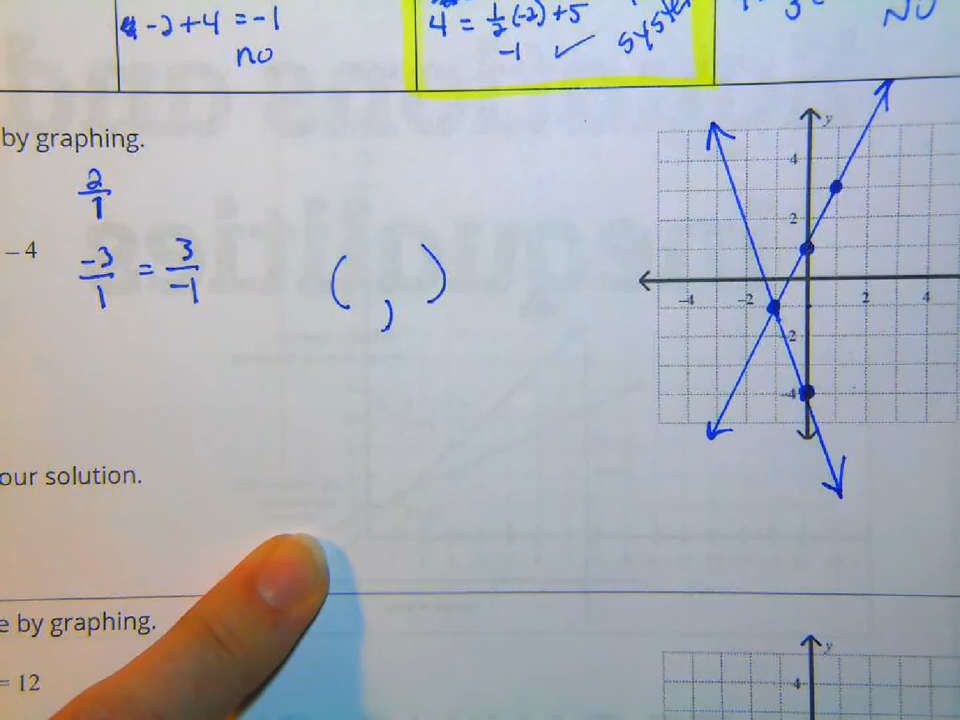 -2 + 4 = -1
no
4 = 1/2 (-2) + 5
-1 ✓ system
NO
by graphing.
2/1
– 4
-3/1 = 3/-1
( , )
y
4
2
-4 -2 2 4
-2
-4
our solution.
e by graphing.
= 12
y
4